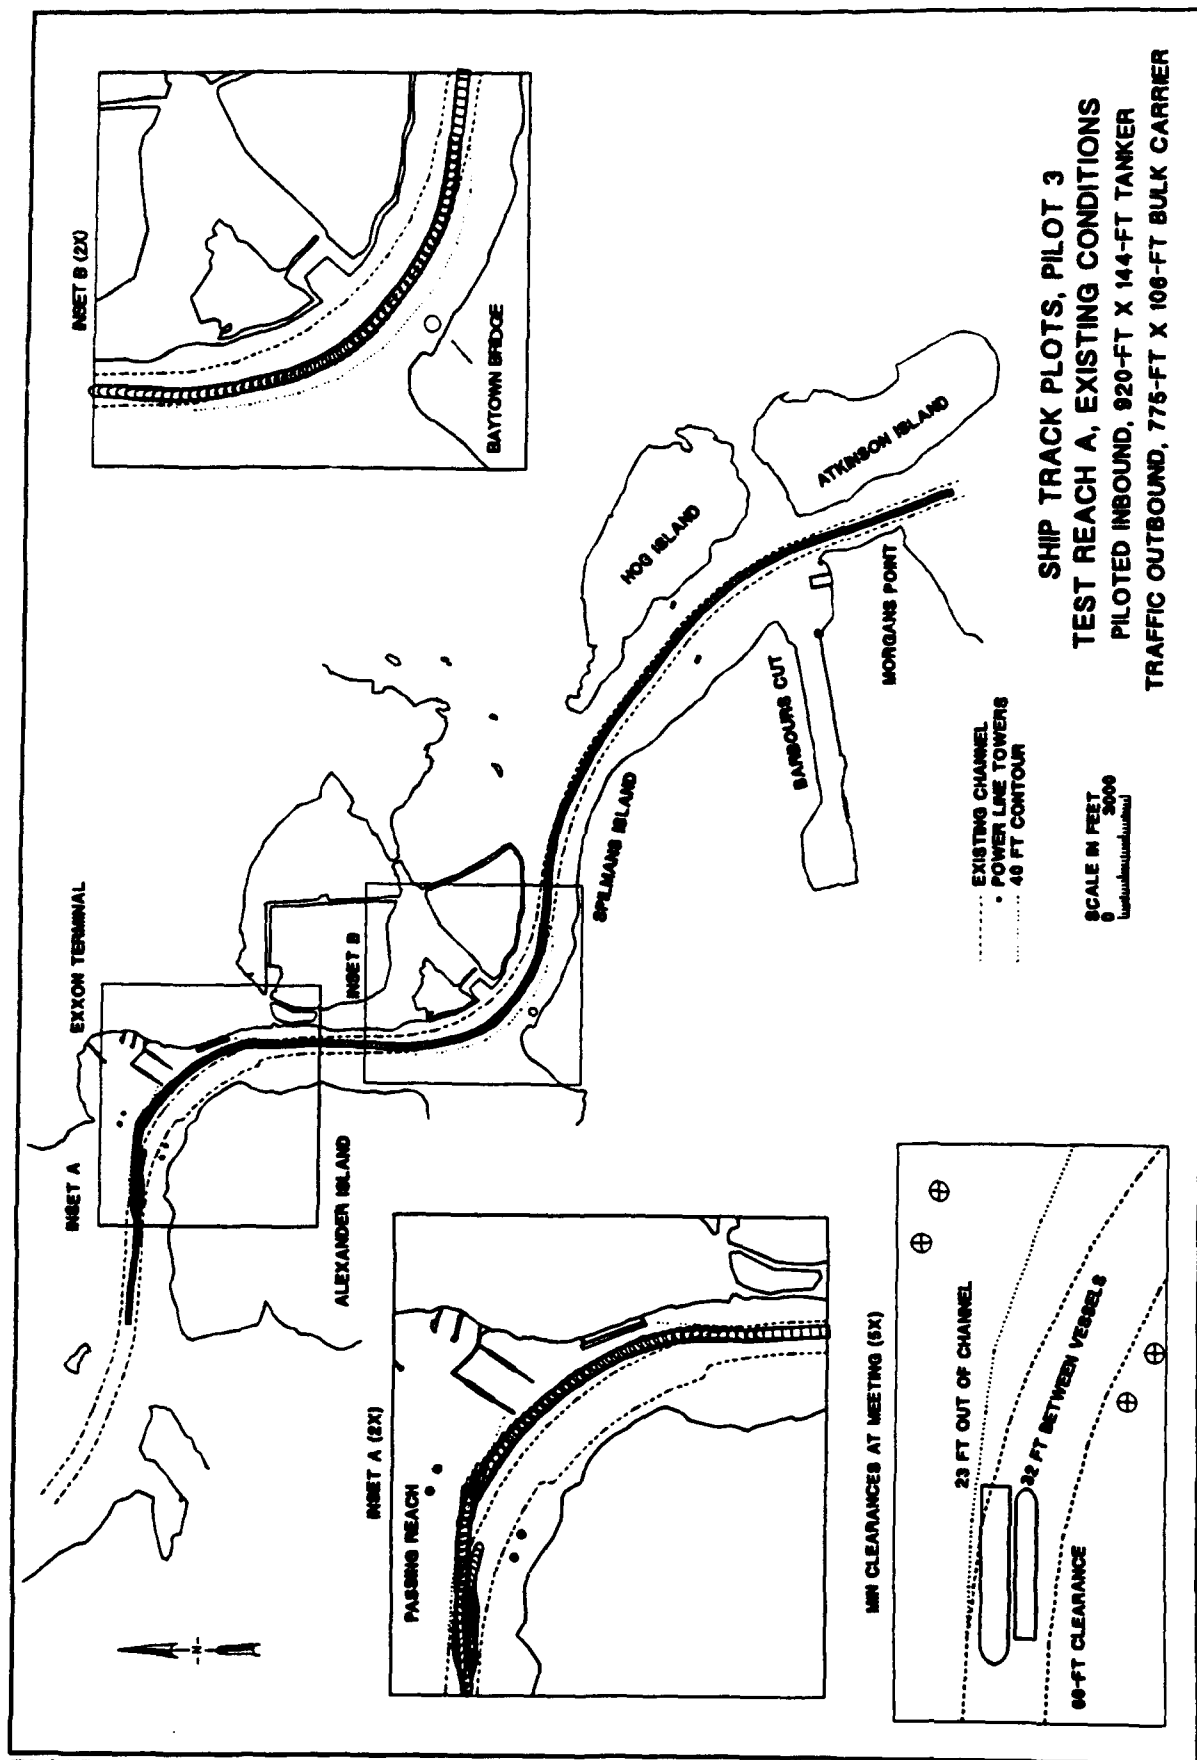 INSET A
EXXON TERMINAL
INSET B (2X)
BAYTOWN BRIDGE
INSET B
ALEXANDER ISLAND
SPILMANS ISLAND
HOG ISLAND
ATKINSON ISLAND
BARBOURS CUT
MORGANS POINT
N
INSET A (2X)
PASSING REACH
MIN CLEARANCES AT MEETING (5X)
23 FT OUT OF CHANNEL
32 FT BETWEEN VESSELS
CLEARANCE
EXISTING CHANNEL
POWER LINE TOWERS
40 FT CONTOUR
SCALE IN FEET
0 3000
SHIP TRACK PLOTS, PILOT 3
TEST REACH A, EXISTING CONDITIONS
PILOTED INBOUND, 920-FT X 144-FT TANKER
TRAFFIC OUTBOUND, 775-FT X 106-FT BULK CARRIER